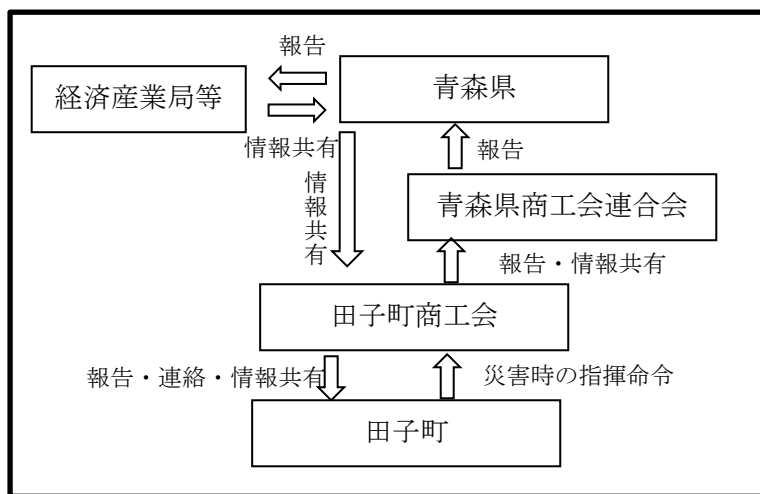 報告
青森県
経済産業局等
情報共有
報告
情報共有
青森県商工会連合会
報告・情報共有
田子町商工会
報告・連絡・情報共有
災害時の指揮命令
田子町